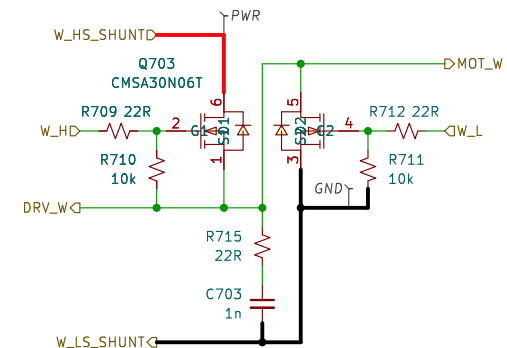 PWR
W_HS_SHUNT
Q703
CMSA30N06T
MOT_W
6
5
R709 22R
R712 22R
W_H
2
G1
SD1
SD2
G2
4
W_L
R710
10k
1
3
R711
10k
GND
DRV_W
R715
22R
C703
1n
W_LS_SHUNT